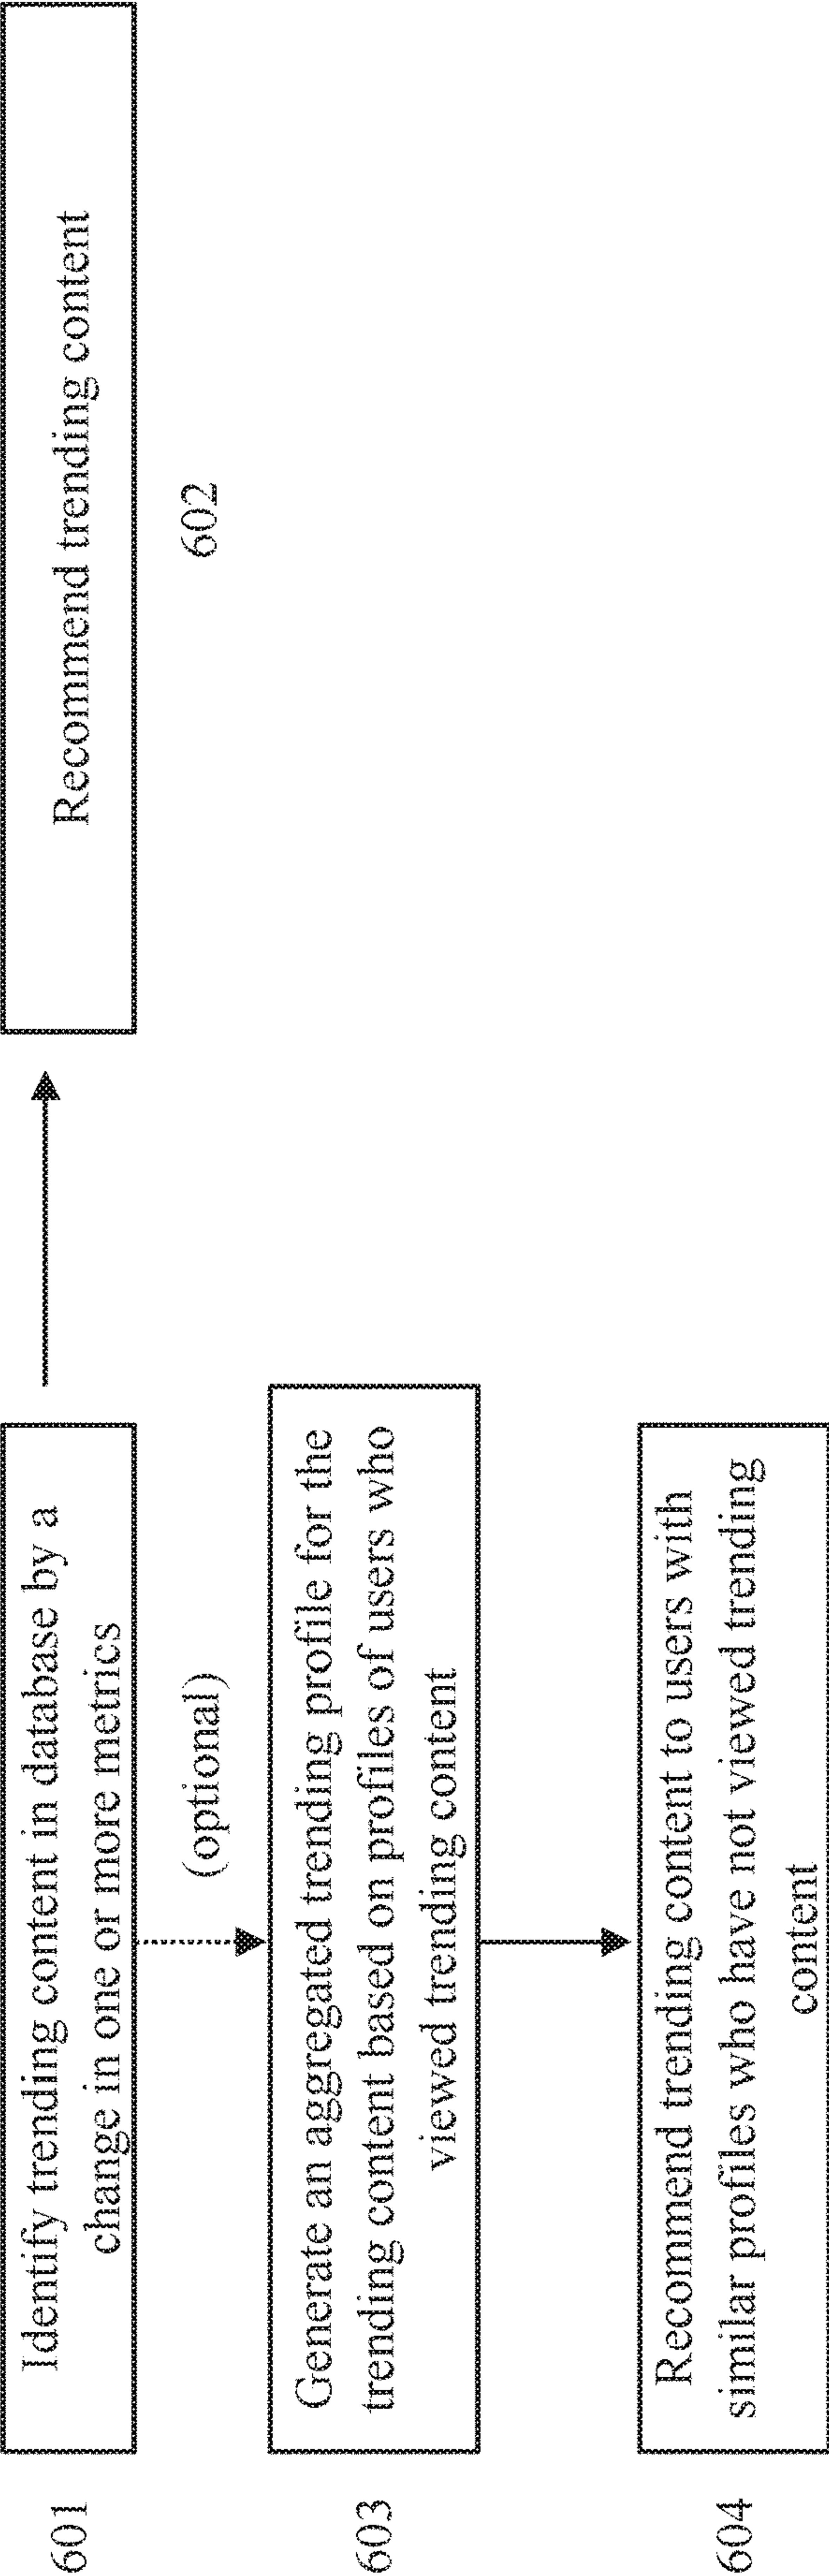 601
Identify trending content in database by a
change in one or more metrics
Recommend trending content
602
(optional)
603
Generate an aggregated trending profile for the
trending content based on profiles of users who
viewed trending content
604
Recommend trending content to users with
similar profiles who have not viewed trending
content